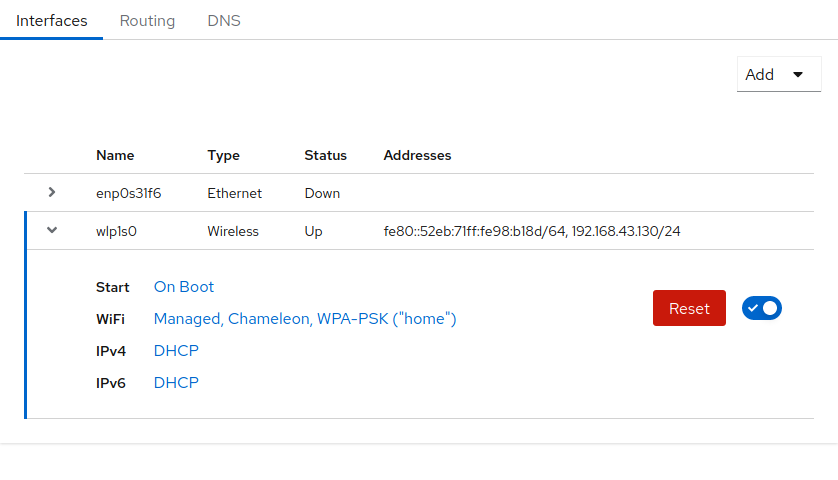 Interfaces Routing DNS
Add
Name Type Status Addresses
enp0s31f6 Ethernet Down
wlp1s0 Wireless Up fe80::52eb:71ff:fe98:b18d/64, 192.168.43.130/24
Start On Boot
WiFi Managed, Chameleon, WPA-PSK ("home")
Reset
IPv4 DHCP
IPv6 DHCP